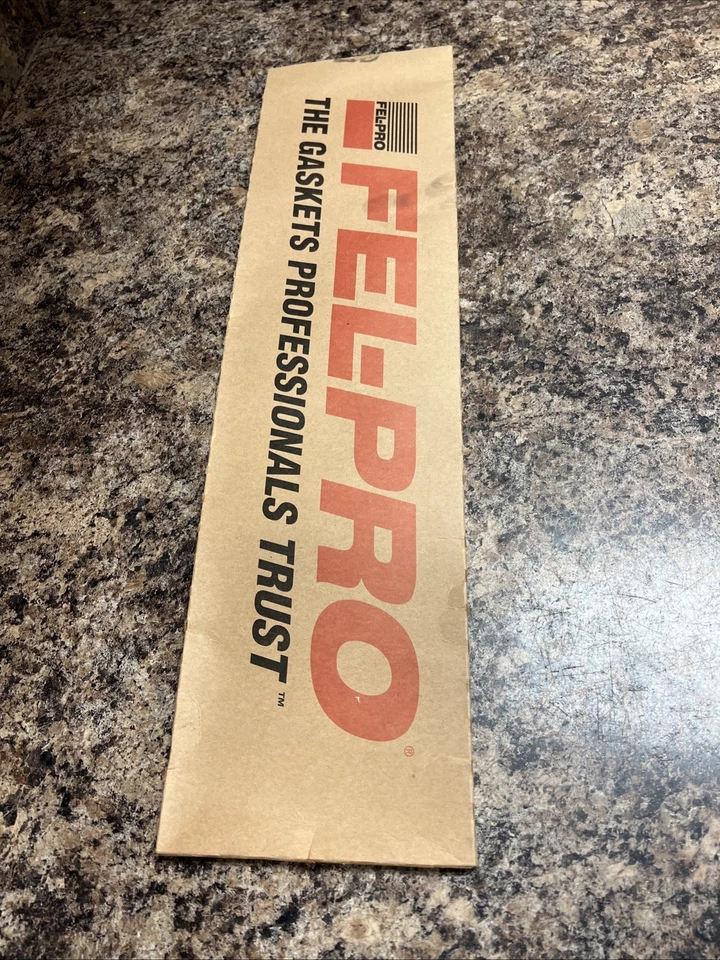 FEL-PRO
FEL-PRO®
THE GASKETS PROFESSIONALS TRUST™